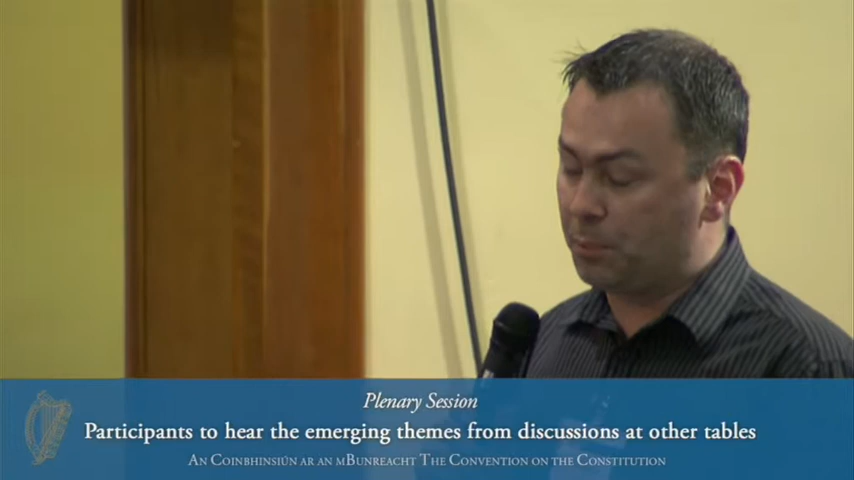 Plenary Session
Participants to hear the emerging themes from discussions at other tables
An Coinbhinsiún ar an mBunreacht The Convention on the Constitution